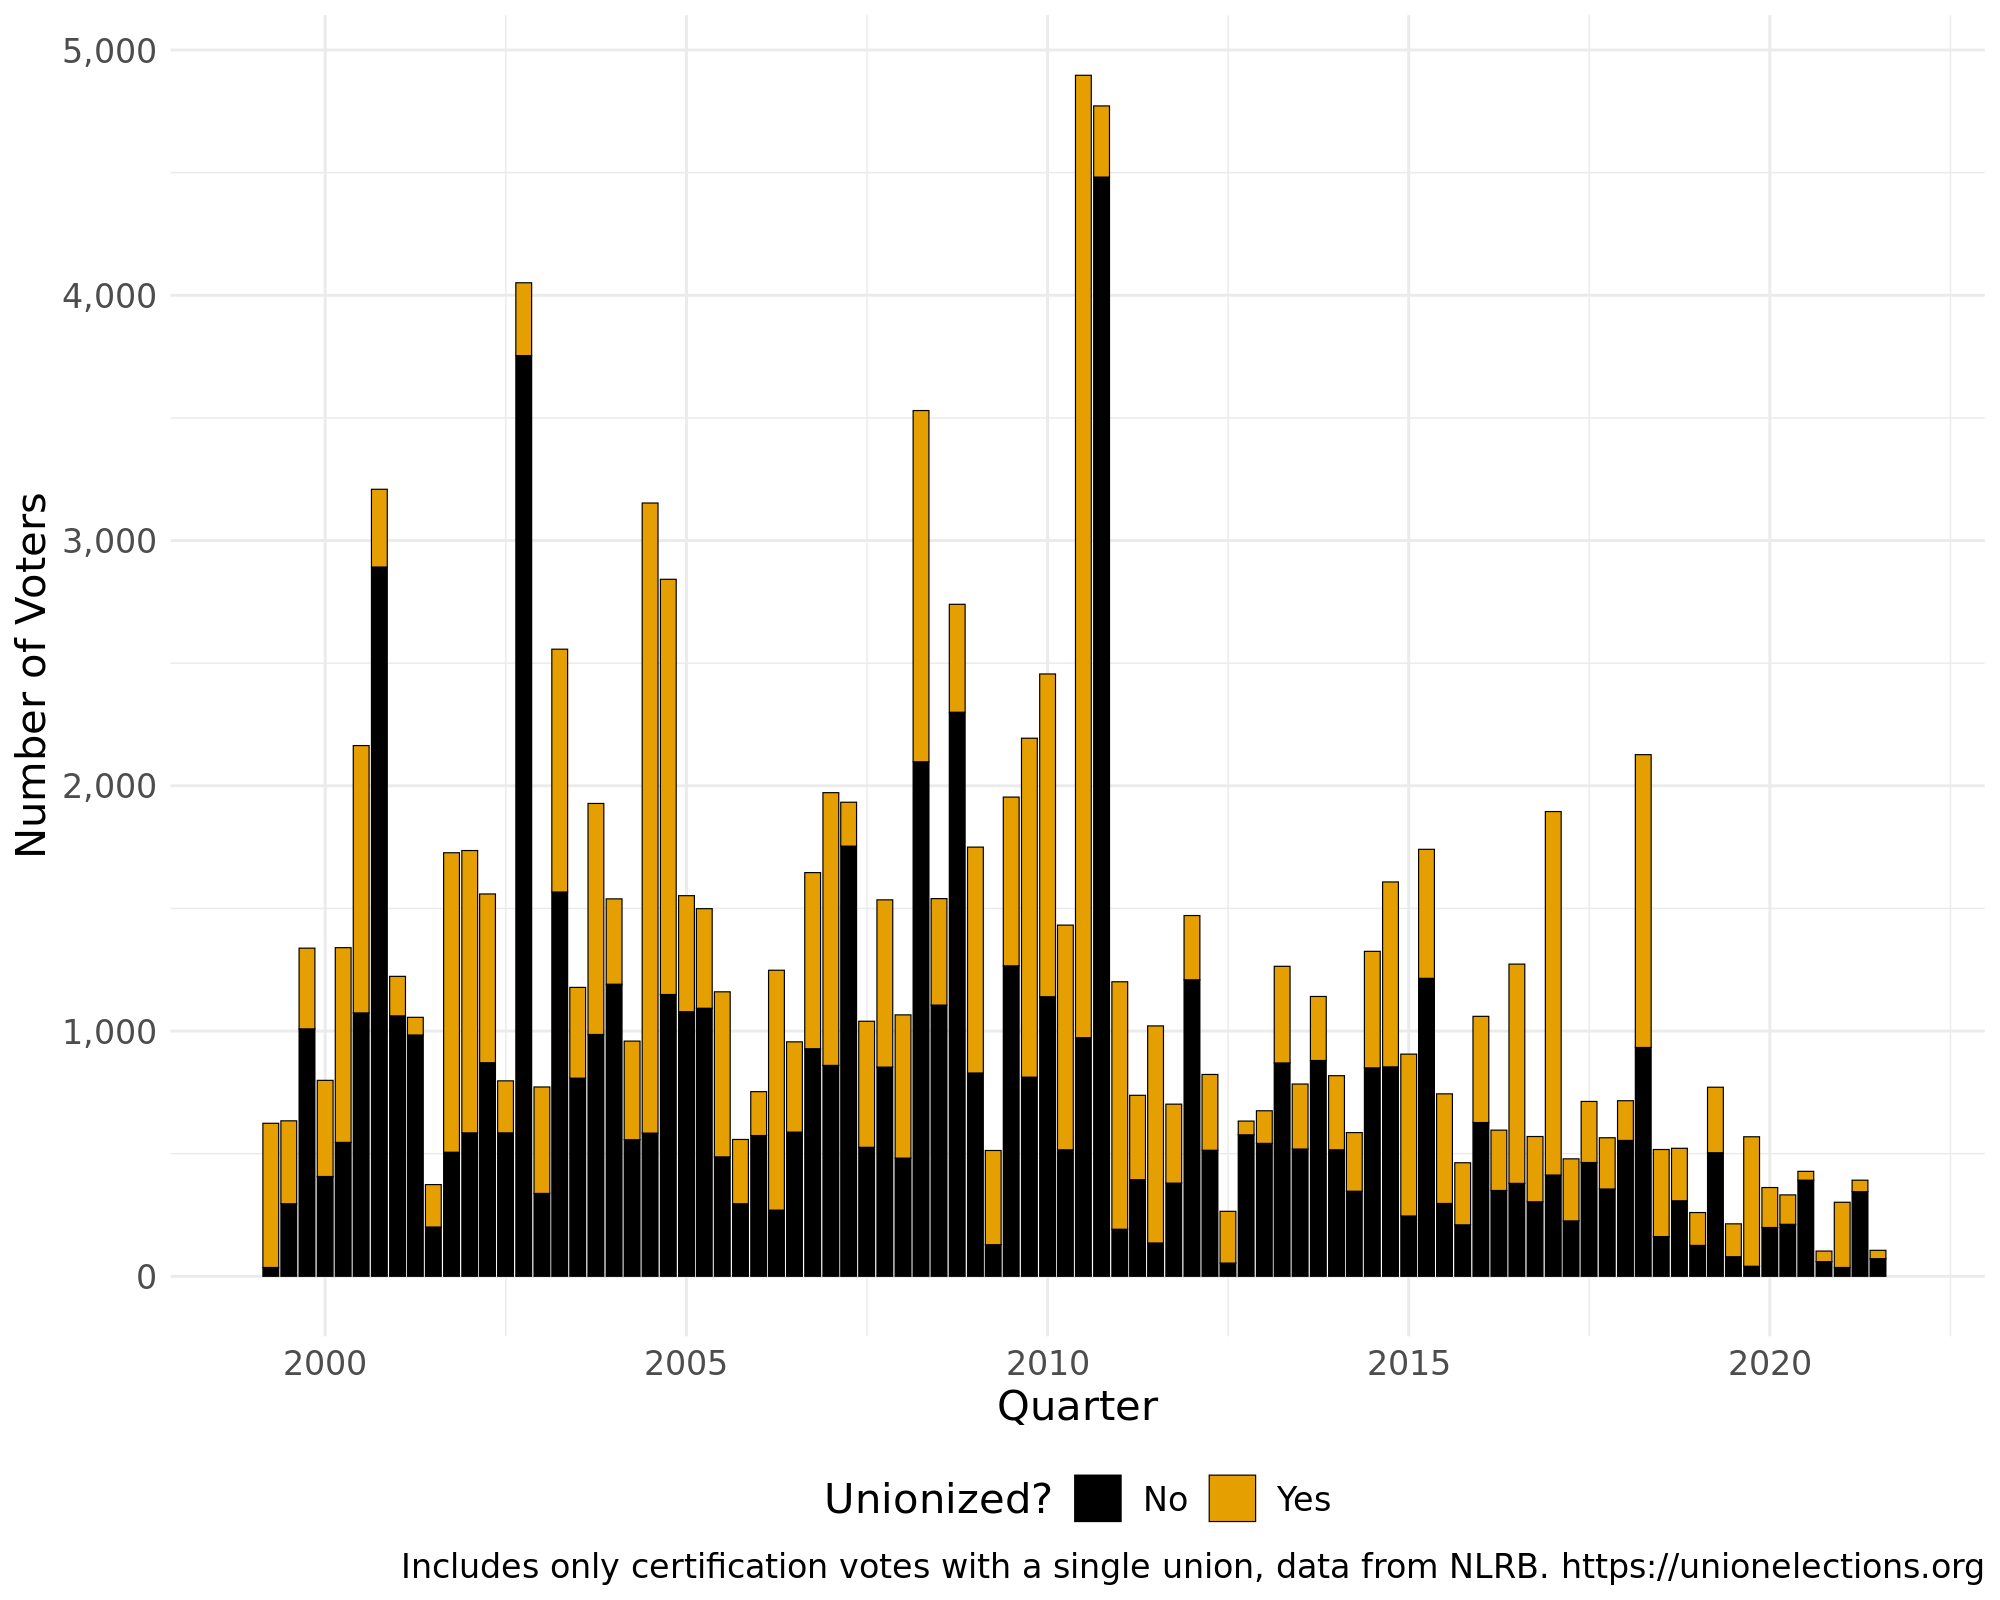 5,000
4,000
3,000
2,000
1,000
0
Number of Voters
2000 2005 2010 2015 2020
Quarter
Unionized? No Yes
Includes only certification votes with a single union, data from NLRB. https://unionelections.org